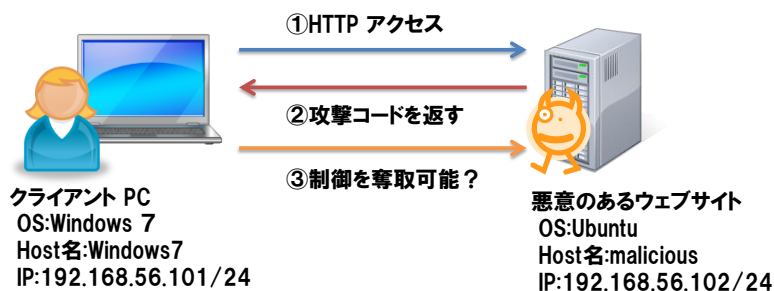 ①HTTP アクセス
②攻撃コードを返す
③制御を奪取可能？
クライアント PC
OS:Windows 7
Host名:Windows7
IP:192.168.56.101/24
悪意のあるウェブサイト
OS:Ubuntu
Host名:malicious
IP:192.168.56.102/24